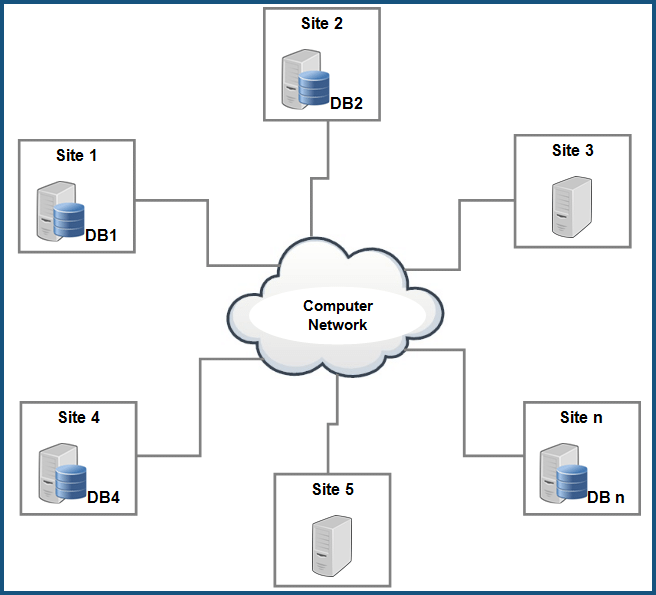 Site 2
DB2
Site 1
DB1
Site 3
Computer
Network
Site 4
DB4
Site n
DB n
Site 5